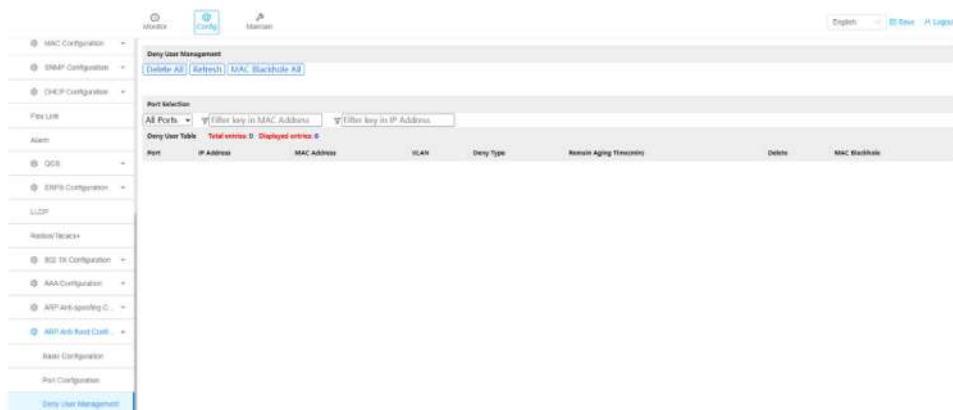 Monitor Config Maintain
English Save Logout
MAC Configuration
SNMP Configuration
DHCP Configuration
Flex Link
Alarm
QOS
ERPS Configuration
LLDP
Radius/Tacacs+
802.1X Configuration
AAA Configuration
ARP Anti-spoofing C...
ARP Anti-flood Confi...
Basic Configuration
Port Configuration
Deny User Management
Deny User Management
Delete All Refresh MAC Blackhole All
Port Selection
All Ports Filter key in MAC Address Filter key in IP Address
Deny User Table Total entries: 0 Displayed entries: 0
Port IP Address MAC Address VLAN Deny Type Remain Aging Time(min) Delete MAC Blackhole